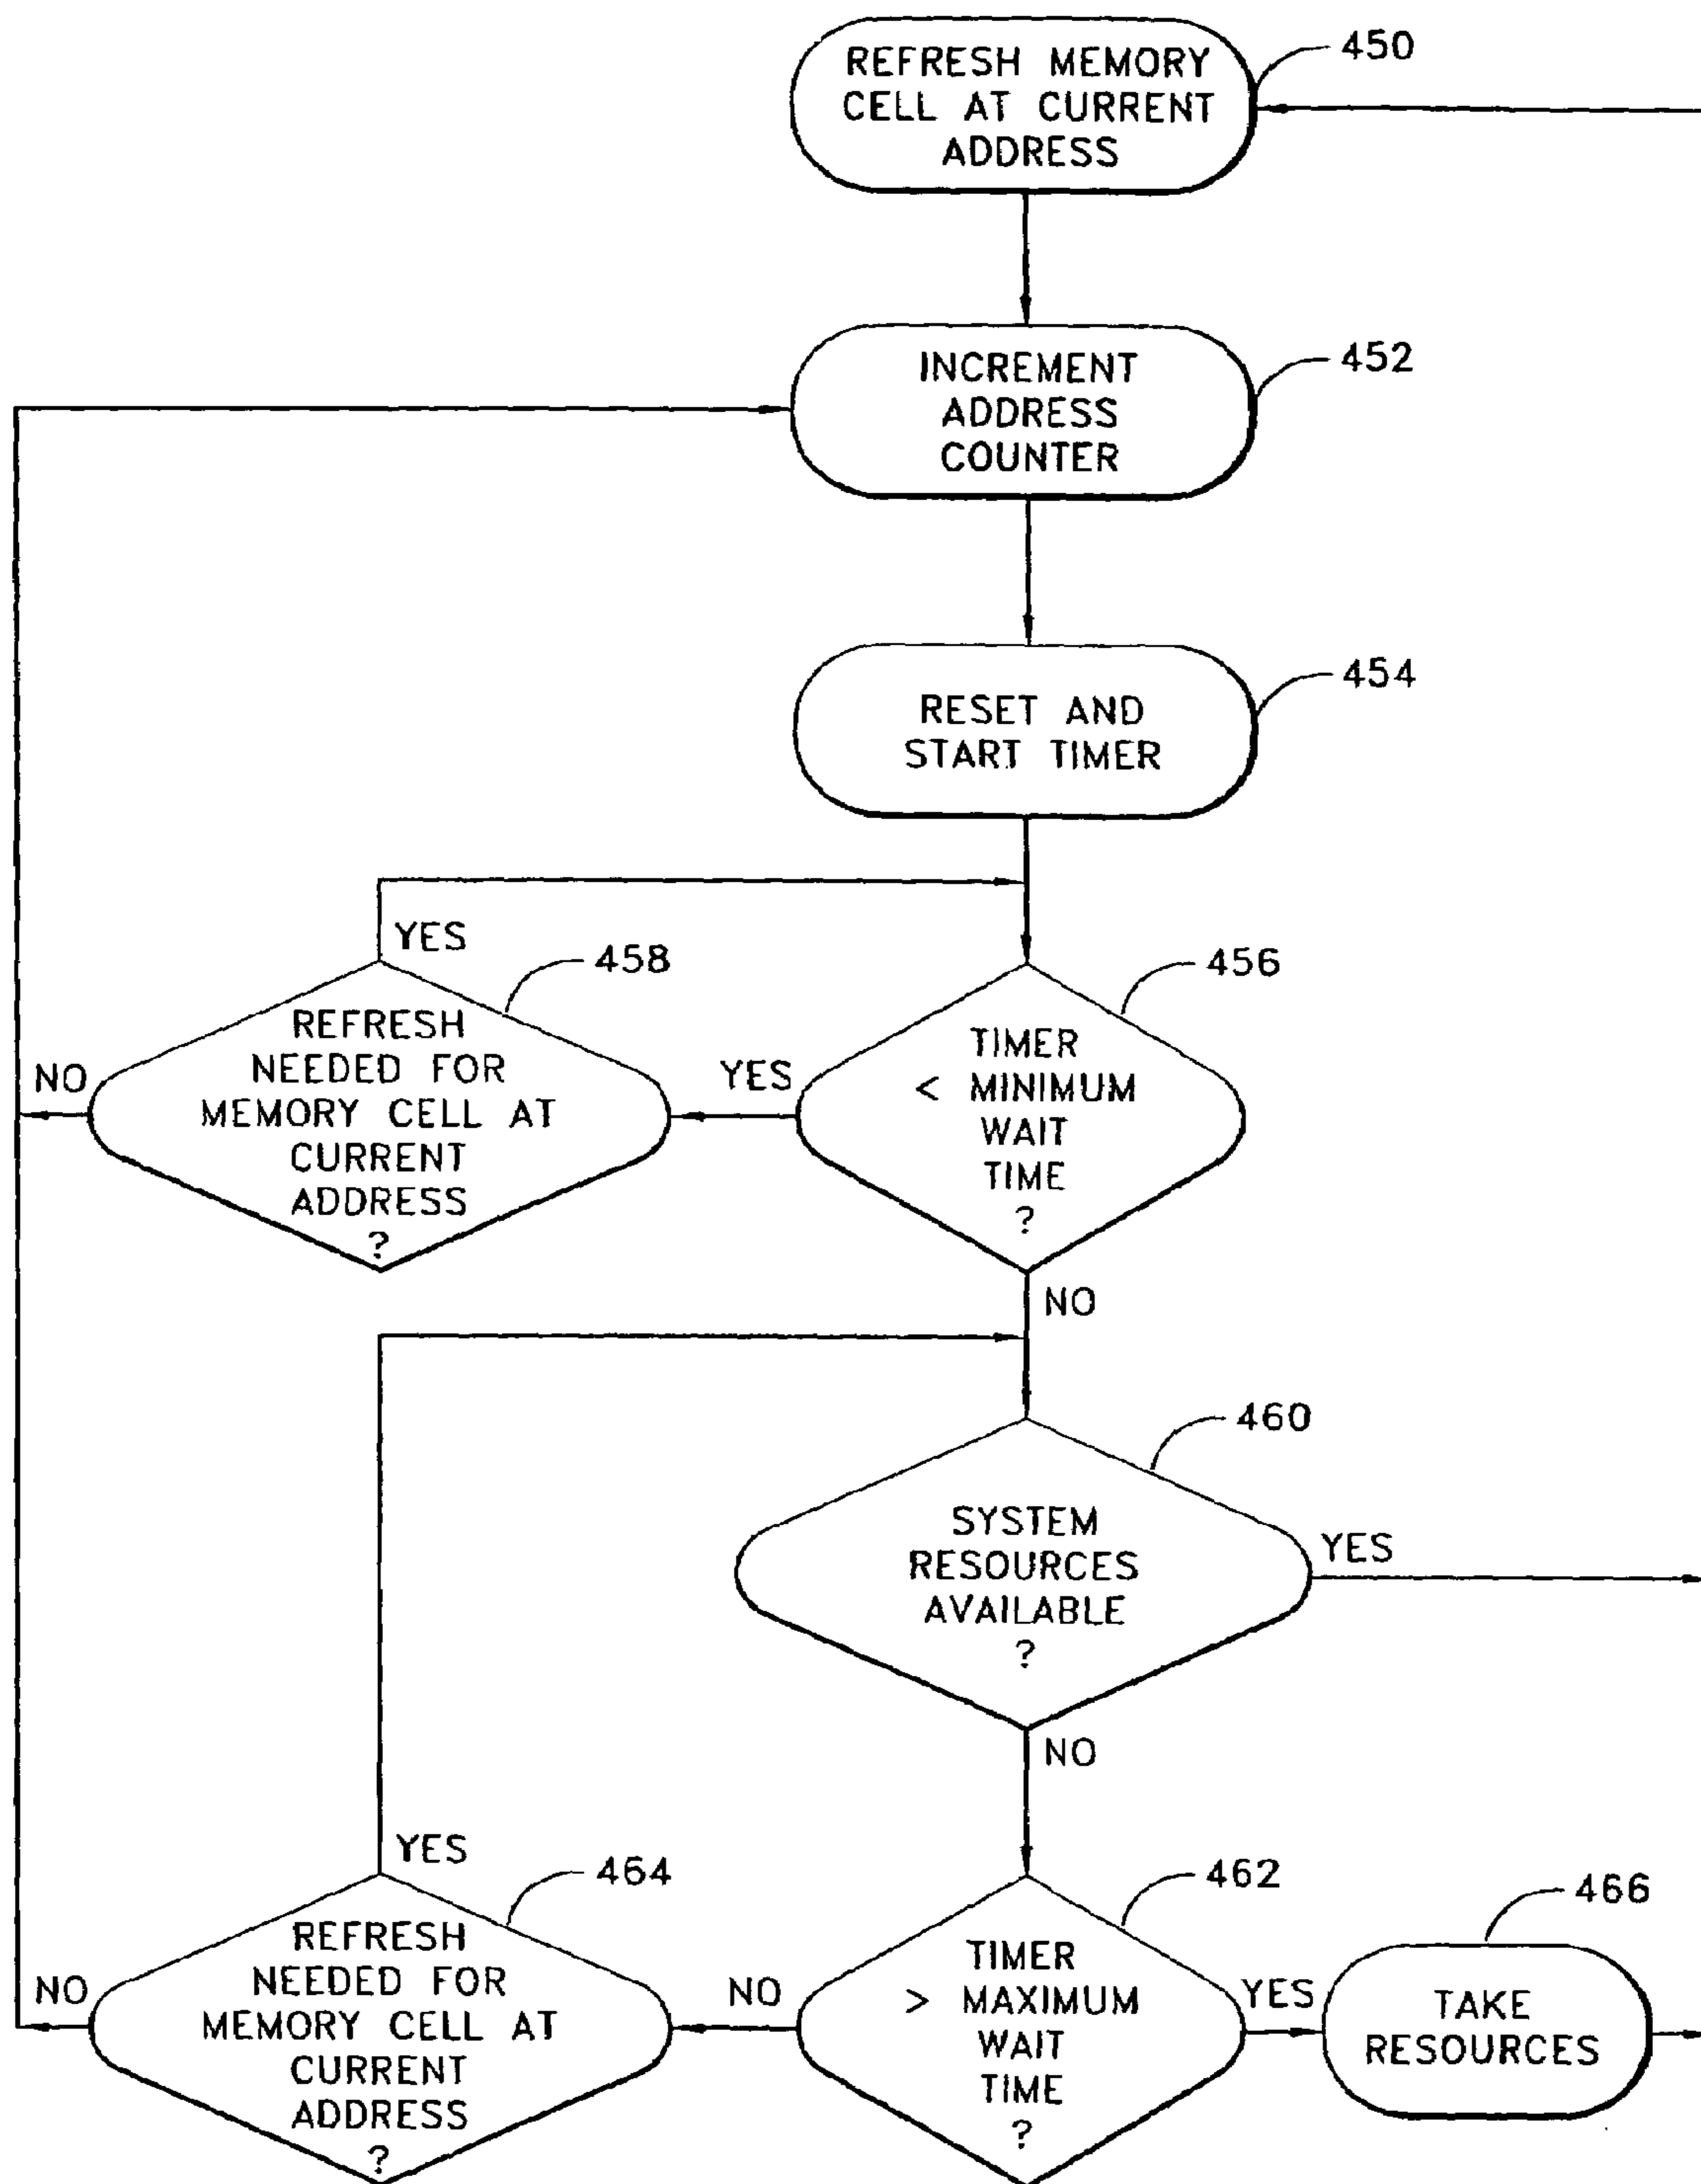 REFRESH MEMORY
CELL AT CURRENT
ADDRESS
450
INCREMENT
ADDRESS
COUNTER
452
RESET AND
START TIMER
454
YES
458
REFRESH
NEEDED FOR
MEMORY CELL AT
CURRENT
ADDRESS
?
NO
YES
456
TIMER
< MINIMUM
WAIT
TIME
?
NO
460
SYSTEM
RESOURCES
AVAILABLE
?
YES
NO
YES
464
REFRESH
NEEDED FOR
MEMORY CELL AT
CURRENT
ADDRESS
?
NO
NO
462
TIMER
> MAXIMUM
WAIT
TIME
?
YES
466
TAKE
RESOURCES